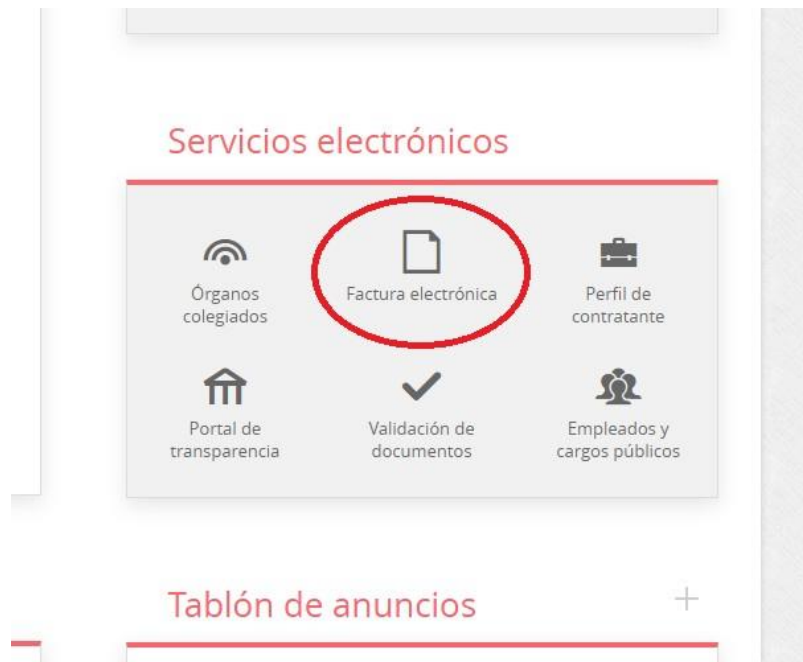 Servicios electrónicos
Órganos
colegiados
Factura electrónica
Perfil de
contratante
Portal de
transparencia
Validación de
documentos
Empleados y
cargos públicos
Tablón de anuncios